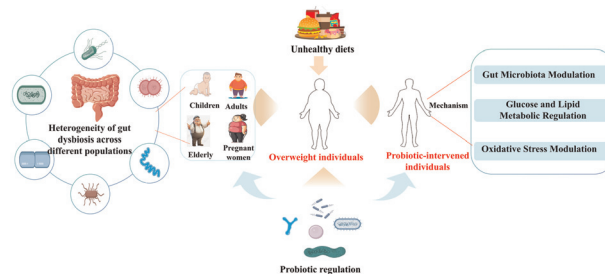 Unhealthy diets
Heterogeneity of gut
dysbiosis across
different populations
Children
Adults
Elderly
Pregnant
women
Overweight individuals
Probiotic-intervened
individuals
Mechanism
Gut Microbiota Modulation
Glucose and Lipid
Metabolic Regulation
Oxidative Stress Modulation
Probiotic regulation